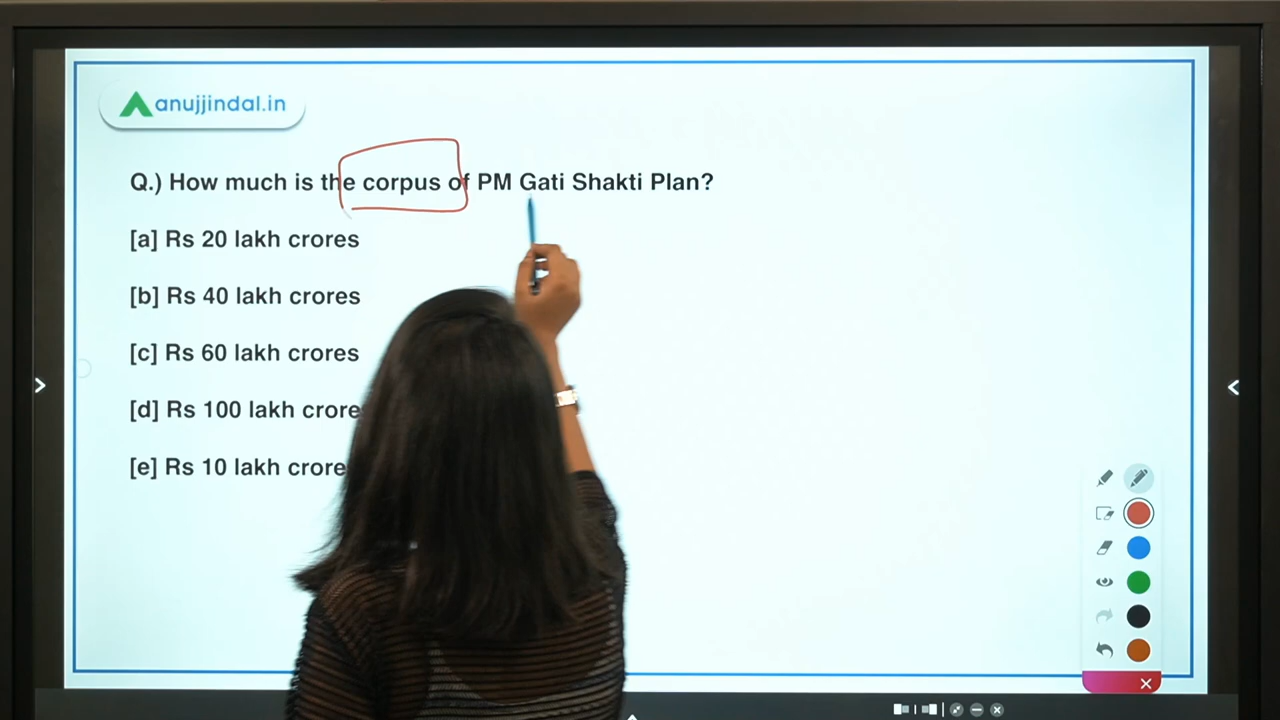 anujjindal.in
Q.) How much is the corpus of PM Gati Shakti Plan?
[a] Rs 20 lakh crores
[b] Rs 40 lakh crores
[c] Rs 60 lakh crores
[d] Rs 100 lakh crore
[e] Rs 10 lakh crore